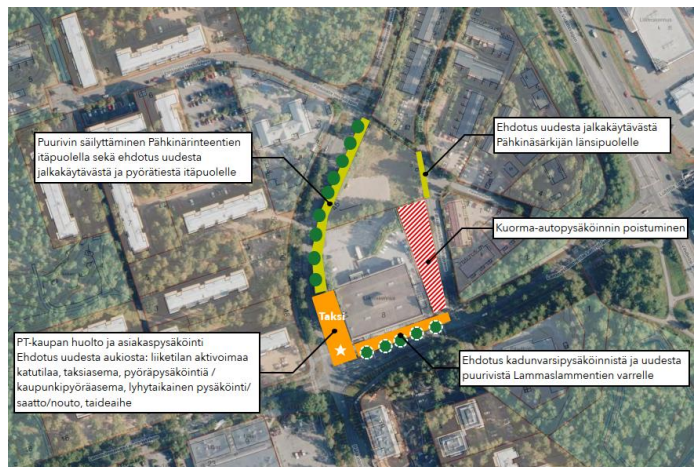 Puurivin säilyttäminen Pähkinärinteentien
itäpuolella sekä ehdotus uudesta
jalkakäytävästä ja pyörätiestä itäpuolelle
Ehdotus uudesta jalkakäytävästä
Pähkinäsärkijän länsipuolelle
Kuorma-autopysäköinnin poistuminen
Taksi
PT-kaupan huolto ja asiakaspysäköinti
Ehdotus uudesta aukiosta: liiketilan aktivoimaa
katutilaa, taksiasema, pyöräpysäköintiä /
kaupunkipyöräasema, lyhytaikainen pysäköinti/
saatto/nouto, taideaihe
Ehdotus kadunvarsipysäköinnistä ja uudesta
puurivistä Lammaslammentien varrelle